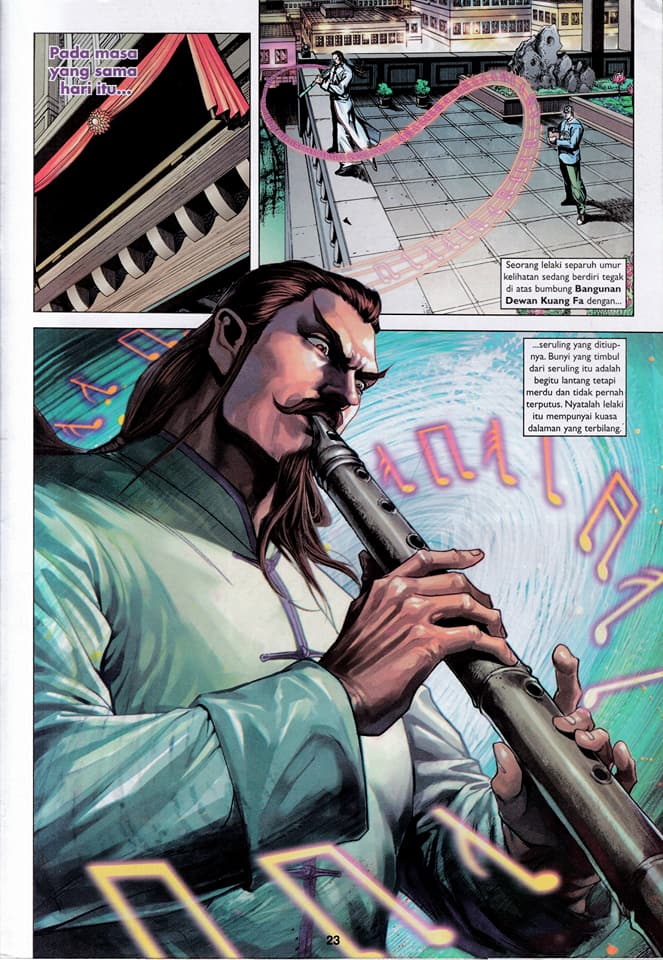 Pada masa
yang sama
hari itu...
Seorang lelaki separuh umur
kelihatan sedang berdiri tegak
di atas bumbung Bangunan
Dewan Kuang Fa dengan...
...seruling yang ditiup-
nya. Bunyi yang timbul
dari seruling itu adalah
begitu lantang tetapi
merdu dan tidak pernah
terputus. Nyatalah lelaki
itu mempunyai kuasa
dalaman yang terbilang.
23